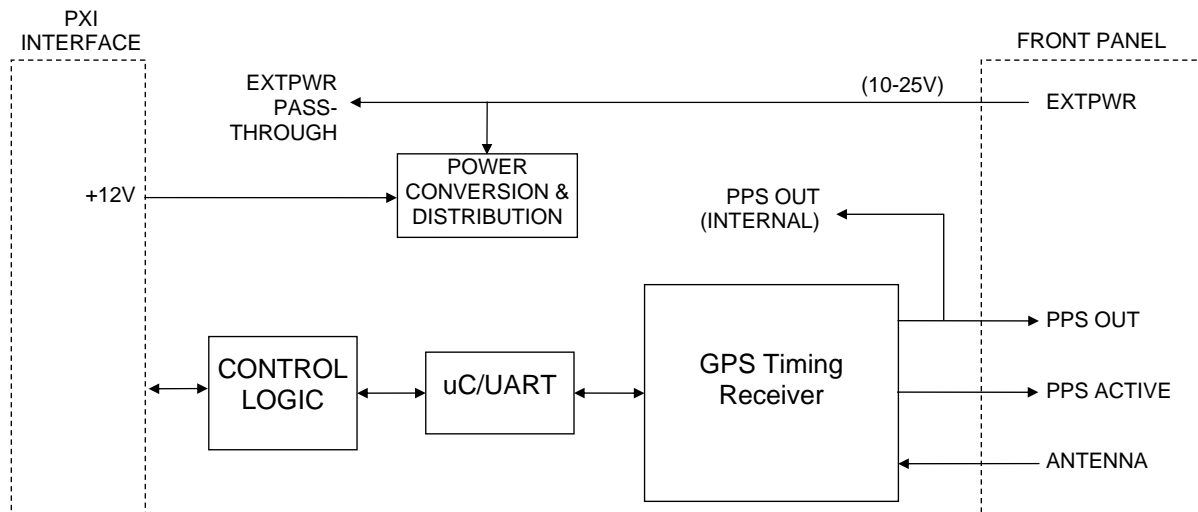 PXI
INTERFACE
FRONT PANEL
EXTPWR
PASS-
THROUGH
(10-25V)
EXTPWR
POWER
CONVERSION &
DISTRIBUTION
+12V
PPS OUT
(INTERNAL)
PPS OUT
CONTROL
LOGIC
uC/UART
GPS Timing
Receiver
PPS ACTIVE
ANTENNA